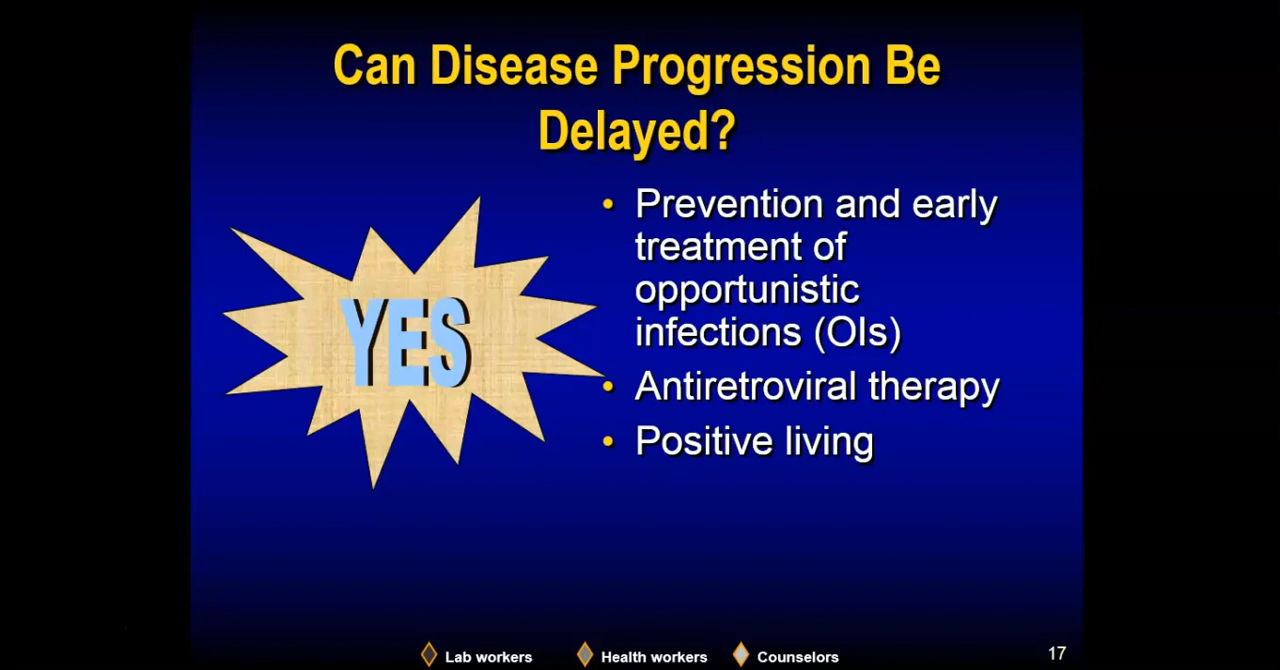 Can Disease Progression Be
Delayed?
YES
• Prevention and early
treatment of
opportunistic
infections (OIs)
• Antiretroviral therapy
• Positive living
Lab workers
Health workers
Counselors
17